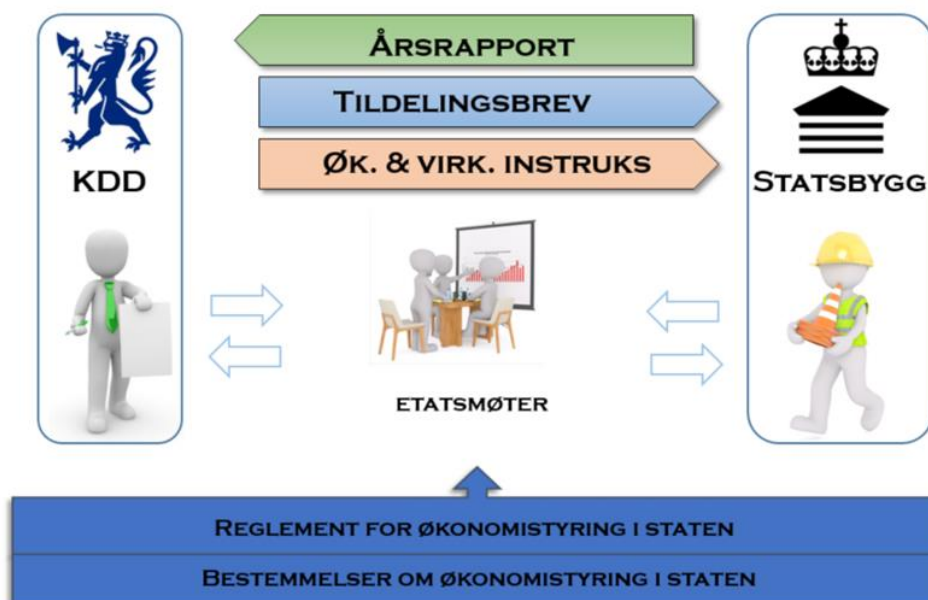 ÅRSRAPPORT
TILDELINGSBREV
ØK. & VIRK. INSTRUKS
KDD
STATSBYGG
ETATSMØTER
REGLEMENT FOR ØKONOMISTYRING I STATEN
BESTEMMELSER OM ØKONOMISTYRING I STATEN